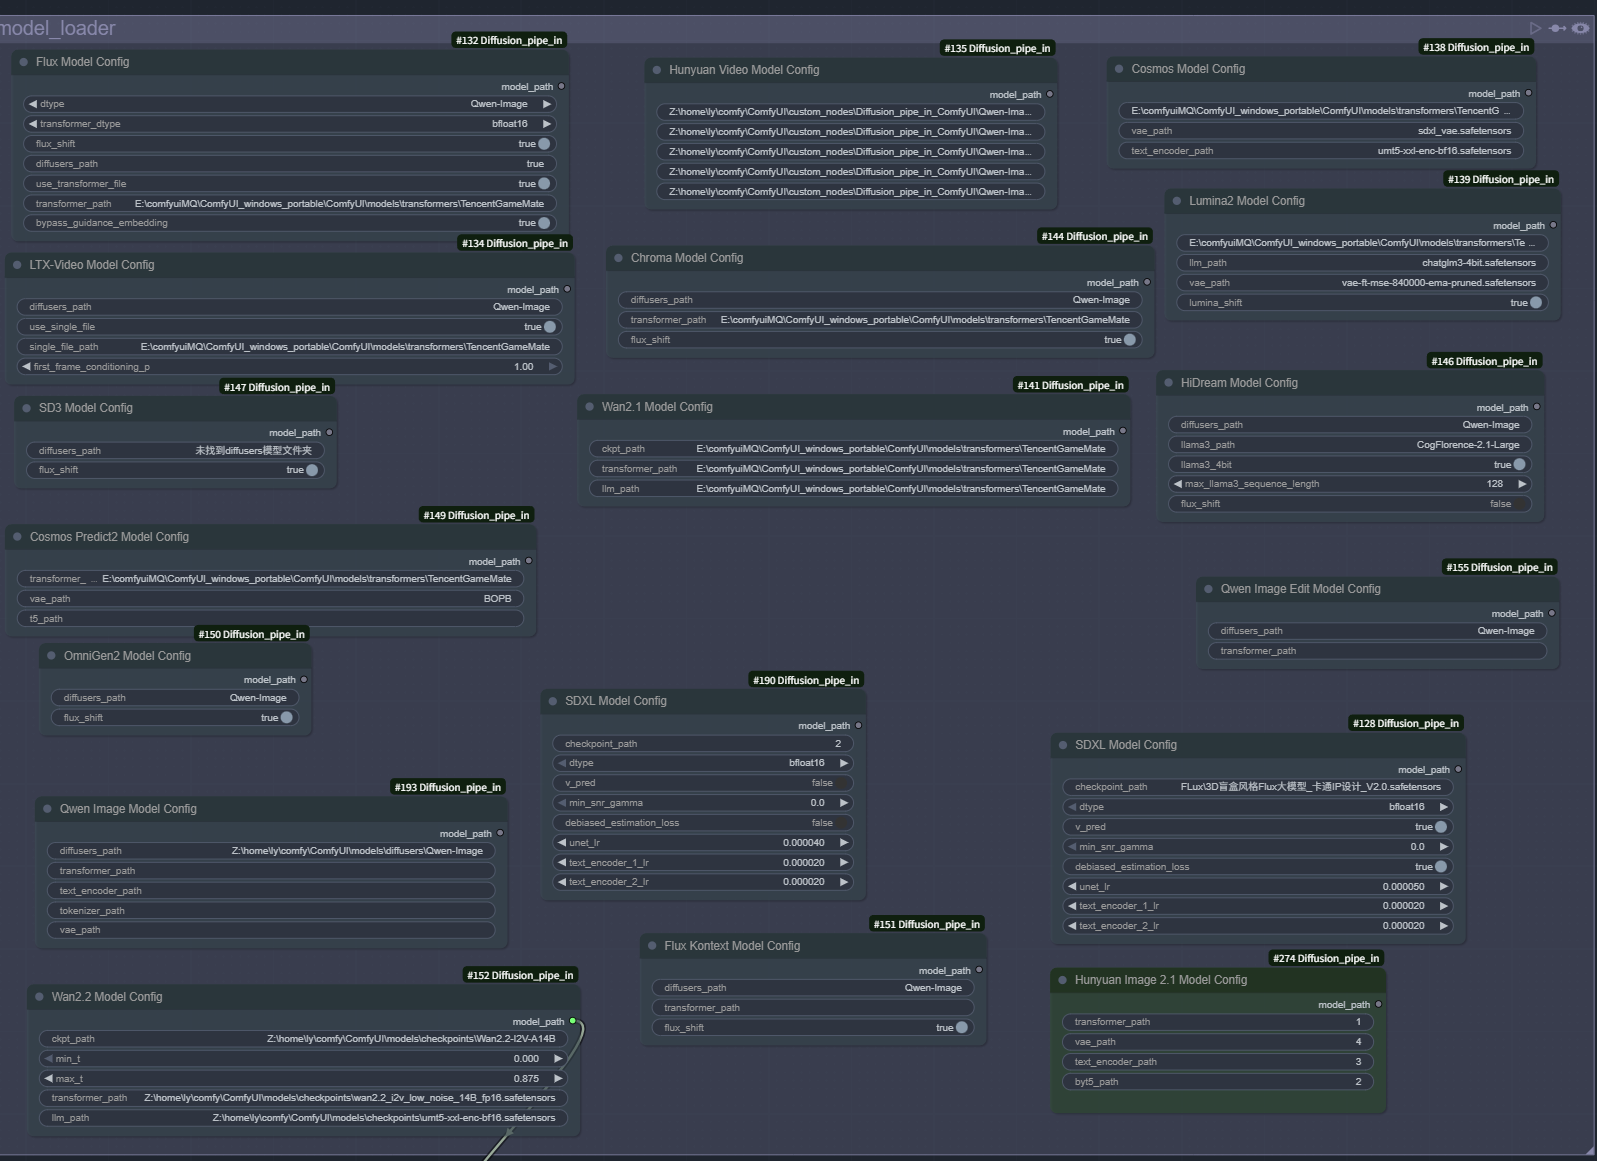 model_loader
#132 Diffusion_pipe_in
Flux Model Config
model_path
dtype Qwen-Image
transformer_dtype bfloat16
flux_shift true
diffusers_path true
use_transformer_file true
transformer_path E:\comfyuiMQ\ComfyUI_windows_portable\ComfyUI\models\transformers\TencentGameMate
bypass_guidance_embedding true
#134 Diffusion_pipe_in
LTX-Video Model Config
model_path
diffusers_path Qwen-Image
use_single_file true
single_file_path E:\comfyuiMQ\ComfyUI_windows_portable\ComfyUI\models\transformers\TencentGameMate
first_frame_conditioning_p 1.00
#147 Diffusion_pipe_in
SD3 Model Config
model_path
diffusers_path 未找到diffusers模型文件夹
flux_shift true
#149 Diffusion_pipe_in
Cosmos Predict2 Model Config
model_path
transformer_ ... E:\comfyuiMQ\ComfyUI_windows_portable\ComfyUI\models\transformers\TencentGameMate
vae_path BOPB
t5_path
#150 Diffusion_pipe_in
OmniGen2 Model Config
model_path
diffusers_path Qwen-Image
flux_shift true
#193 Diffusion_pipe_in
Qwen Image Model Config
model_path
diffusers_path Z:\home\ly\comfy\ComfyUI\models\diffusers\Qwen-Image
transformer_path
text_encoder_path
tokenizer_path
vae_path
#152 Diffusion_pipe_in
Wan2.2 Model Config
model_path
ckpt_path Z:\home\ly\comfy\ComfyUI\models\checkpoints\Wan2.2-I2V-A14B
min_t 0.000
max_t 0.875
transformer_path Z:\home\ly\comfy\ComfyUI\models\checkpoints\wan2.2_i2v_low_noise_14B_fp16.safetensors
llm_path Z:\home\ly\comfy\ComfyUI\models\checkpoints\umt5-xxl-enc-bf16.safetensors
#135 Diffusion_pipe_in
Hunyuan Video Model Config
model_path
Z:\home\ly\comfy\ComfyUI\custom_nodes\Diffusion_pipe_in_ComfyUI\Qwen-Ima...
Z:\home\ly\comfy\ComfyUI\custom_nodes\Diffusion_pipe_in_ComfyUI\Qwen-Ima...
Z:\home\ly\comfy\ComfyUI\custom_nodes\Diffusion_pipe_in_ComfyUI\Qwen-Ima...
Z:\home\ly\comfy\ComfyUI\custom_nodes\Diffusion_pipe_in_ComfyUI\Qwen-Ima...
Z:\home\ly\comfy\ComfyUI\custom_nodes\Diffusion_pipe_in_ComfyUI\Qwen-Ima...
#144 Diffusion_pipe_in
Chroma Model Config
model_path
diffusers_path Qwen-Image
transformer_path E:\comfyuiMQ\ComfyUI_windows_portable\ComfyUI\models\transformers\TencentGameMate
flux_shift true
#141 Diffusion_pipe_in
Wan2.1 Model Config
model_path
ckpt_path E:\comfyuiMQ\ComfyUI_windows_portable\ComfyUI\models\transformers\TencentGameMate
transformer_path E:\comfyuiMQ\ComfyUI_windows_portable\ComfyUI\models\transformers\TencentGameMate
llm_path E:\comfyuiMQ\ComfyUI_windows_portable\ComfyUI\models\transformers\TencentGameMate
#190 Diffusion_pipe_in
SDXL Model Config
model_path
checkpoint_path 2
dtype bfloat16
v_pred false
min_snr_gamma 0.0
debiased_estimation_loss false
unet_lr 0.000040
text_encoder_1_lr 0.000020
text_encoder_2_lr 0.000020
#151 Diffusion_pipe_in
Flux Kontext Model Config
model_path
diffusers_path Qwen-Image
transformer_path
flux_shift true
#138 Diffusion_pipe_in
Cosmos Model Config
model_path
E:\comfyuiMQ\ComfyUI_windows_portable\ComfyUI\models\transformers\TencentG ...
vae_path sdxl_vae.safetensors
text_encoder_path umt5-xxl-enc-bf16.safetensors
#139 Diffusion_pipe_in
Lumina2 Model Config
model_path
E:\comfyuiMQ\ComfyUI_windows_portable\ComfyUI\models\transformers\Te ...
llm_path chatglm3-4bit.safetensors
vae_path vae-ft-mse-840000-ema-pruned.safetensors
lumina_shift true
#146 Diffusion_pipe_in
HiDream Model Config
model_path
diffusers_path Qwen-Image
llama3_path CogFlorence-2.1-Large
llama3_4bit true
max_llama3_sequence_length 128
flux_shift false
#155 Diffusion_pipe_in
Qwen Image Edit Model Config
model_path
diffusers_path Qwen-Image
transformer_path
#128 Diffusion_pipe_in
SDXL Model Config
model_path
checkpoint_path FLux\3D盲盒风格Flux大模型_卡通IP设计_V2.0.safetensors
dtype bfloat16
v_pred true
min_snr_gamma 0.0
debiased_estimation_loss true
unet_lr 0.000050
text_encoder_1_lr 0.000020
text_encoder_2_lr 0.000020
#274 Diffusion_pipe_in
Hunyuan Image 2.1 Model Config
model_path
transformer_path 1
vae_path 4
text_encoder_path 3
byt5_path 2